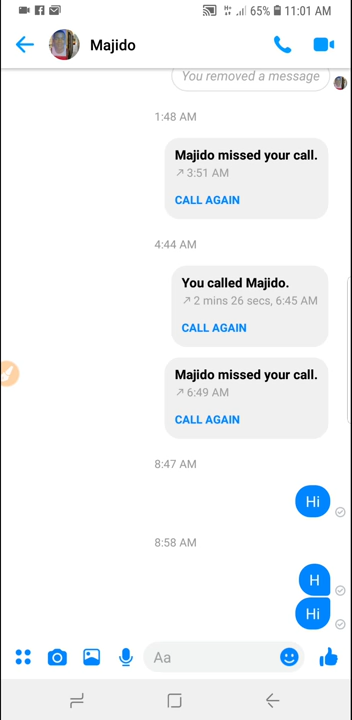 65% 11:01 AM
Majido
You removed a message
1:48 AM
Majido missed your call.
3:51 AM
CALL AGAIN
4:44 AM
You called Majido.
2 mins 26 secs, 6:45 AM
CALL AGAIN
Majido missed your call.
6:49 AM
CALL AGAIN
8:47 AM
Hi
8:58 AM
H
Hi
Aa